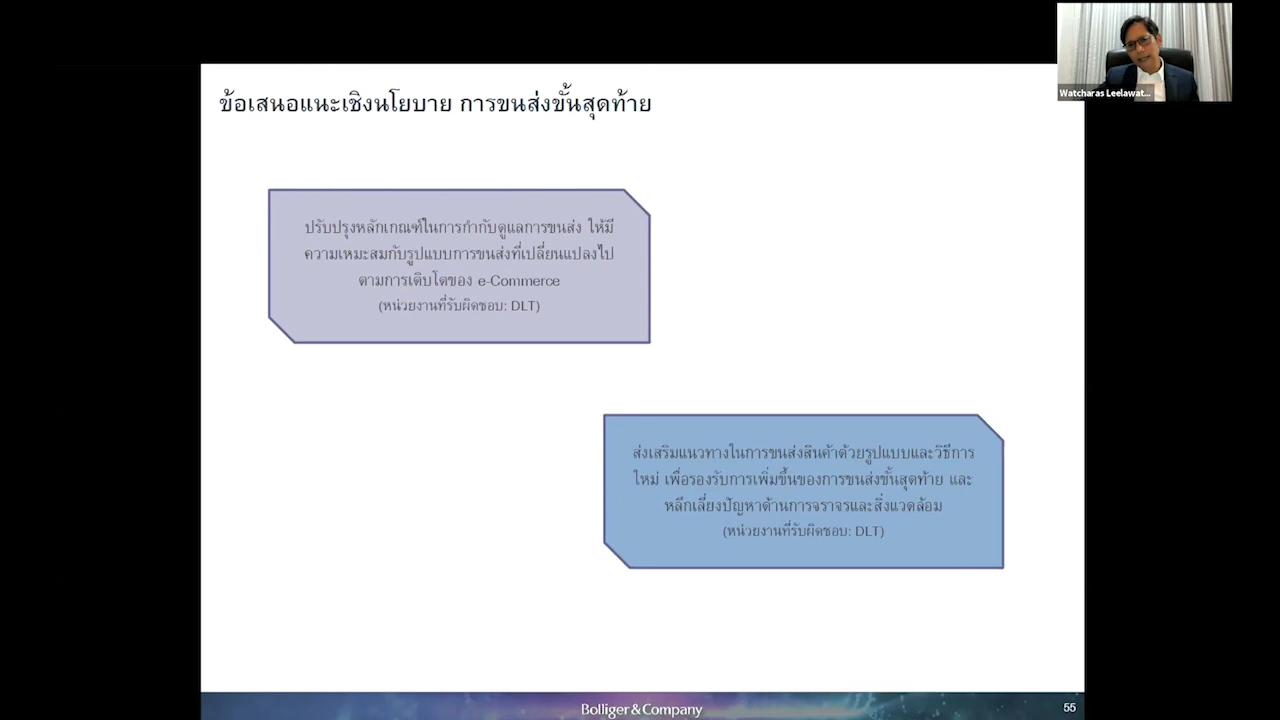 Watcharas Leelawat...
ข้อเสนอแนะเชิงนโยบาย การขนส่งขั้นสุดท้าย
ปรับปรุงหลักเกณฑ์ในการกำกับดูแลการขนส่ง ให้มี
ความเหมะสมกับรูปแบบการขนส่งที่เปลี่ยนแปลงไป
ตามการเติบโตของ e-Commerce
(หน่วยงานที่รับผิดชอบ: DLT)
ส่งเสริมแนวทางในการขนส่งสินค้าด้วยรูปแบบและวิธีการ
ใหม่ เพื่อรองรับการเพิ่มขึ้นของการขนส่งขั้นสุดท้าย และ
หลีกเลี่ยงปัญหาด้านการจราจรและสิ่งแวดล้อม
(หน่วยงานที่รับผิดชอบ: DLT)
Bolliger & Company
55